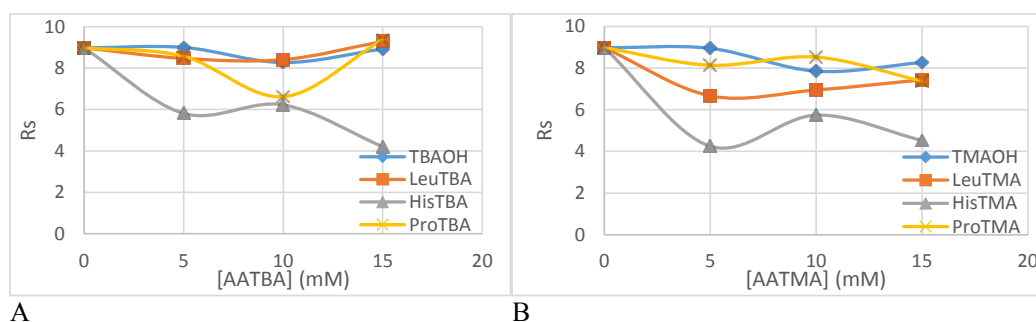 10
8
6
4
2
0
Rs
0 5 10 15 20
[AATBA] (mM)
TBAOH
LeuTBA
HisTBA
ProTBA
A
10
8
6
4
2
0
Rs
0 5 10 15 20
[AATMA] (mM)
TMAOH
LeuTMA
HisTMA
ProTMA
B